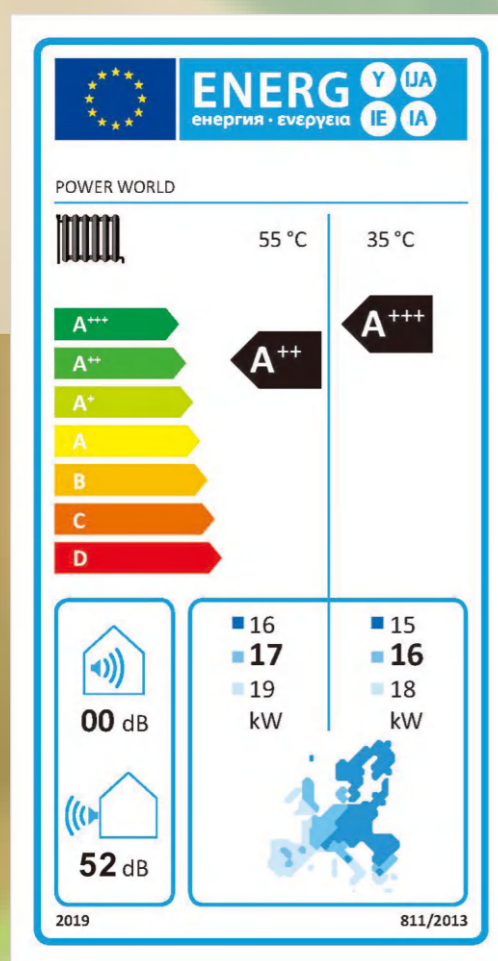 ENERG Y IJA IE IA
енергия · ενεργεια
POWER WORLD
55 °C 35 °C
A+++
A+++
A++
A++
A+
A
B
C
D
16 15
17 16
19 18
kW kW
00 dB
52 dB
2019 811/2013